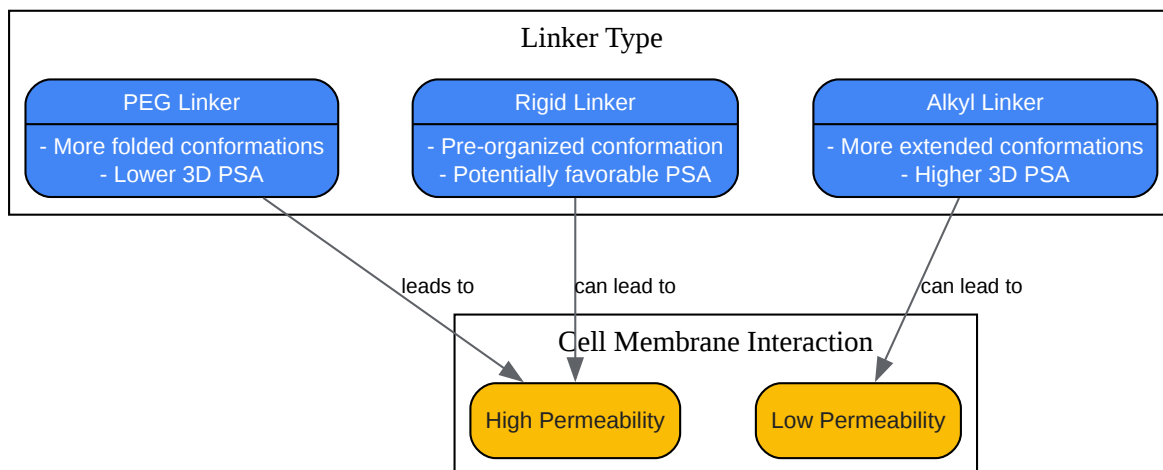 Linker Type
PEG Linker
- More folded conformations
- Lower 3D PSA
Rigid Linker
- Pre-organized conformation
- Potentially favorable PSA
Alkyl Linker
- More extended conformations
- Higher 3D PSA
leads to
can lead to
can lead to
Cell Membrane Interaction
High Permeability
Low Permeability